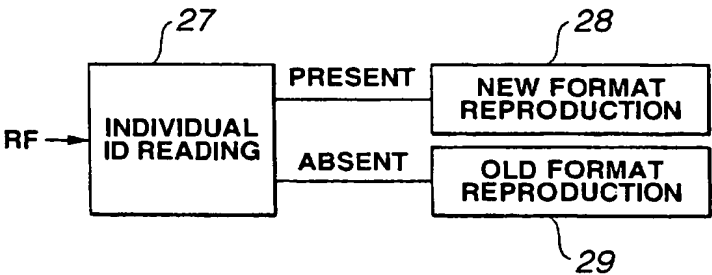 27
28
PRESENT
NEW FORMAT
REPRODUCTION
RF
INDIVIDUAL
ID READING
ABSENT
OLD FORMAT
REPRODUCTION
29